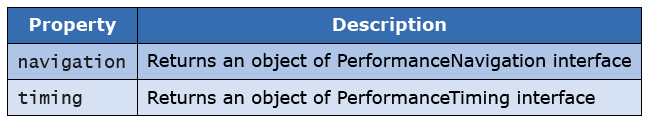 Property Description
navigation Returns an object of PerformanceNavigation interface
timing Returns an object of PerformanceTiming interface